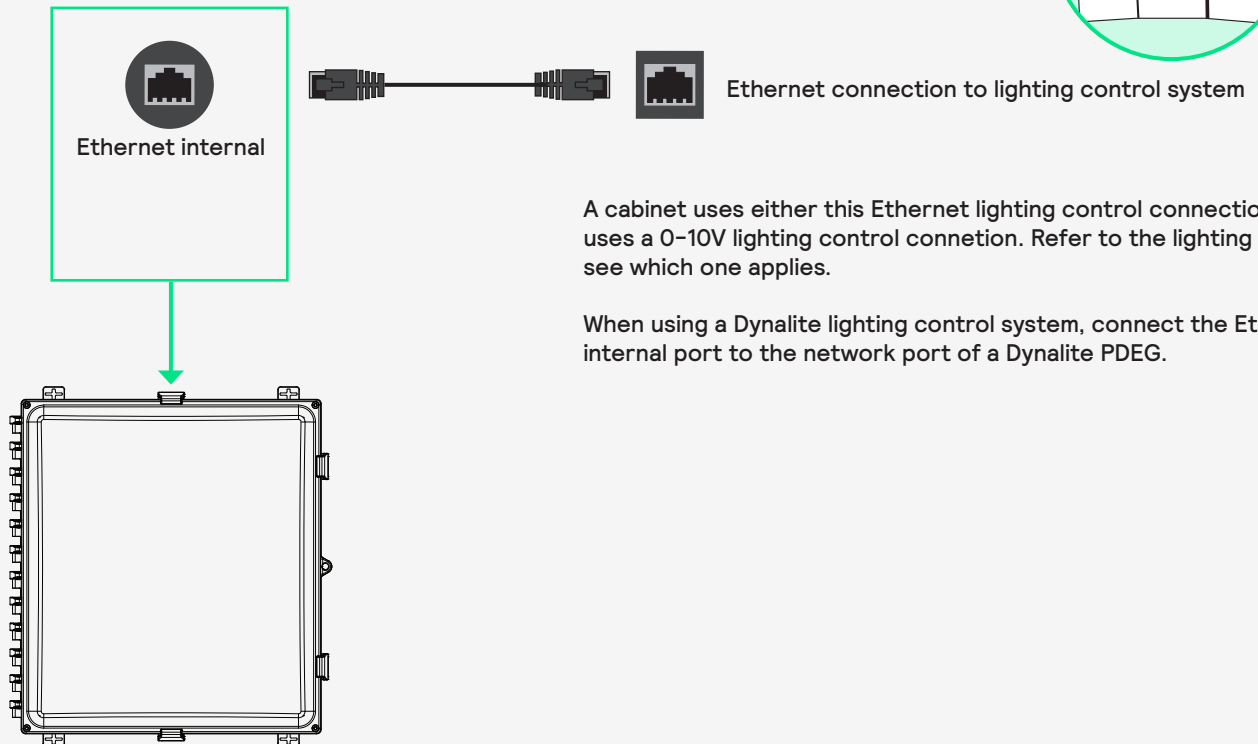 Ethernet connection to lighting control system
Ethernet internal
A cabinet uses either this Ethernet lighting control
uses a 0-10V lighting control connetion. Refer to the lighting
see which one applies.
When using a Dynalite lighting control system, connect the
internal port to the network port of a Dynalite PDEG.